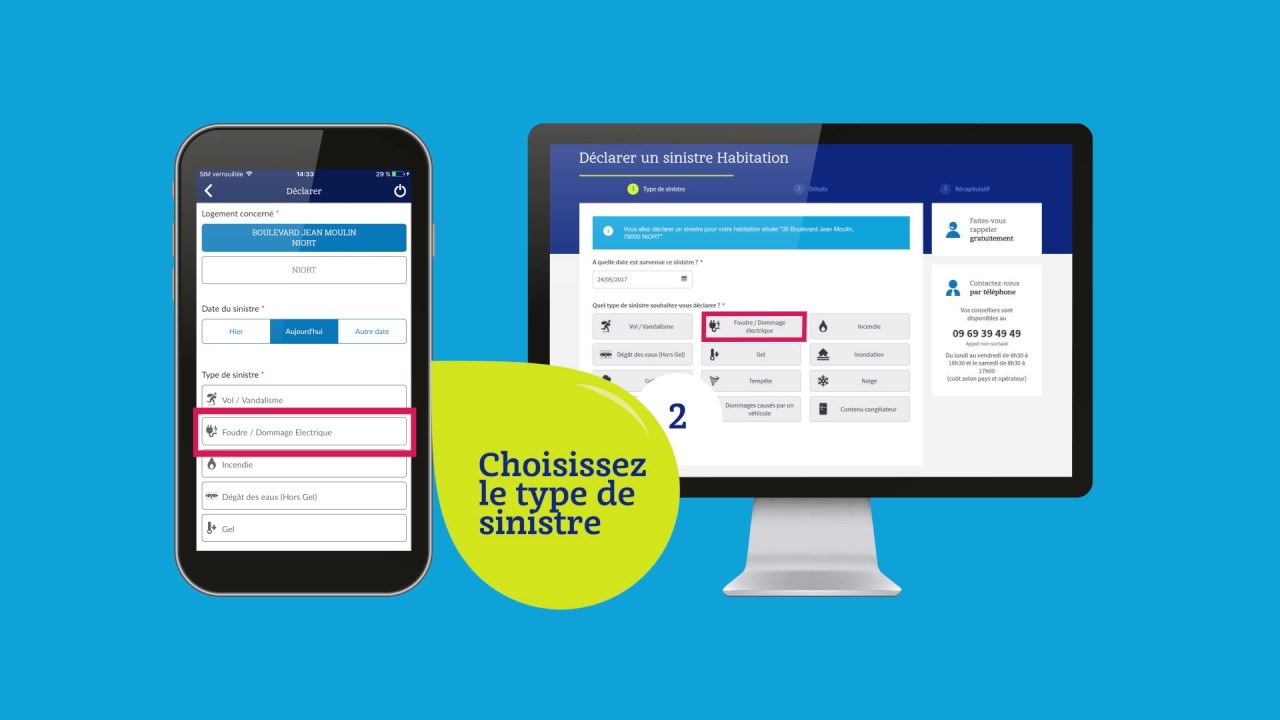 SIM verrouillée 14:33 29 %
Déclarer
Logement concerné *
BOULEVARD JEAN MOULIN
NIORT
NIORT
Date du sinistre *
Hier Aujourd'hui Autre date
Type de sinistre *
Vol / Vandalisme
Foudre / Dommage Electrique
Incendie
Dégât des eaux (Hors Gel)
Gel
2
Choisissez
le type de
sinistre
Déclarer un sinistre Habitation
1 Type de sinistre Détails Récapitulatif
Vous allez déclarer un sinistre pour votre habitation située "35 Boulevard Jean Moulin,
79000 NIORT"
A quelle date est survenue ce sinistre ? *
24/05/2017
Quel type de sinistre souhaitez-vous déclarer ? *
Vol / Vandalisme
Foudre / Dommage
électrique
Incendie
Dégât des eaux (Hors Gel)
Gel
Inondation
Tempête
Neige
Dommages causés par un
véhicule
Contenu congélateur
Faites-vous
rappeler
gratuitement
Contactez-nous
par téléphone
Vos conseillers sont
disponibles au
09 69 39 49 49
Appel non surtaxé
Du lundi au vendredi de 8h30 à
18h30 et le samedi de 8h30 à
17h00
(coût selon pays et opérateur)